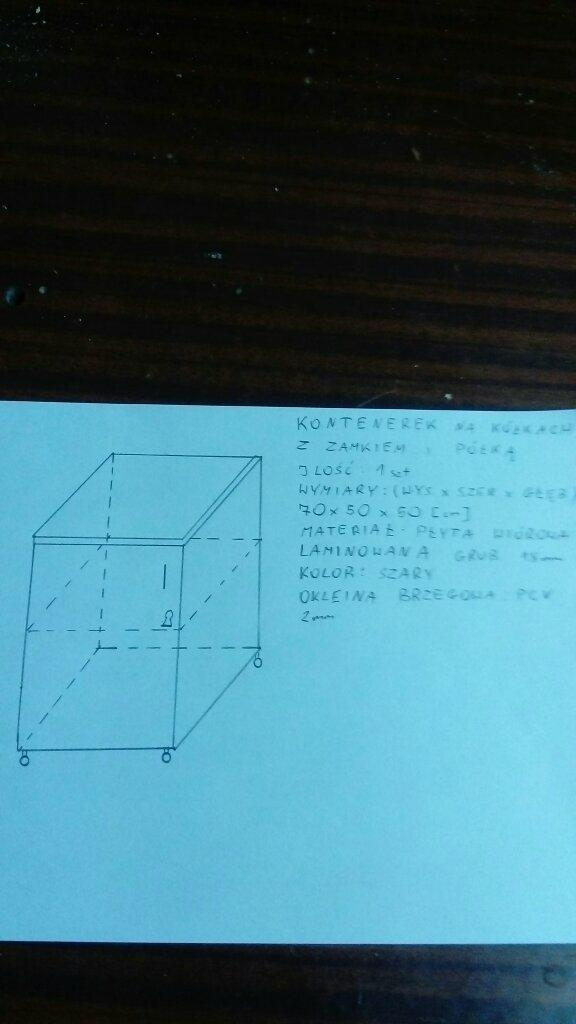 KONTENEREK NA KÓŁKACH
Z ZAMKIEM I PÓŁKĄ
ILOŚĆ: 1 szt
WYMIARY: (WYS x SZER x GŁĘB)
70 x 50 x 50 [cm]
MATERIAŁ: PŁYTA WIÓROWA
LAMINOWANA GRUB 18mm
KOLOR: SZARY
OKLEINA BRZEGOWA: PCV
2mm